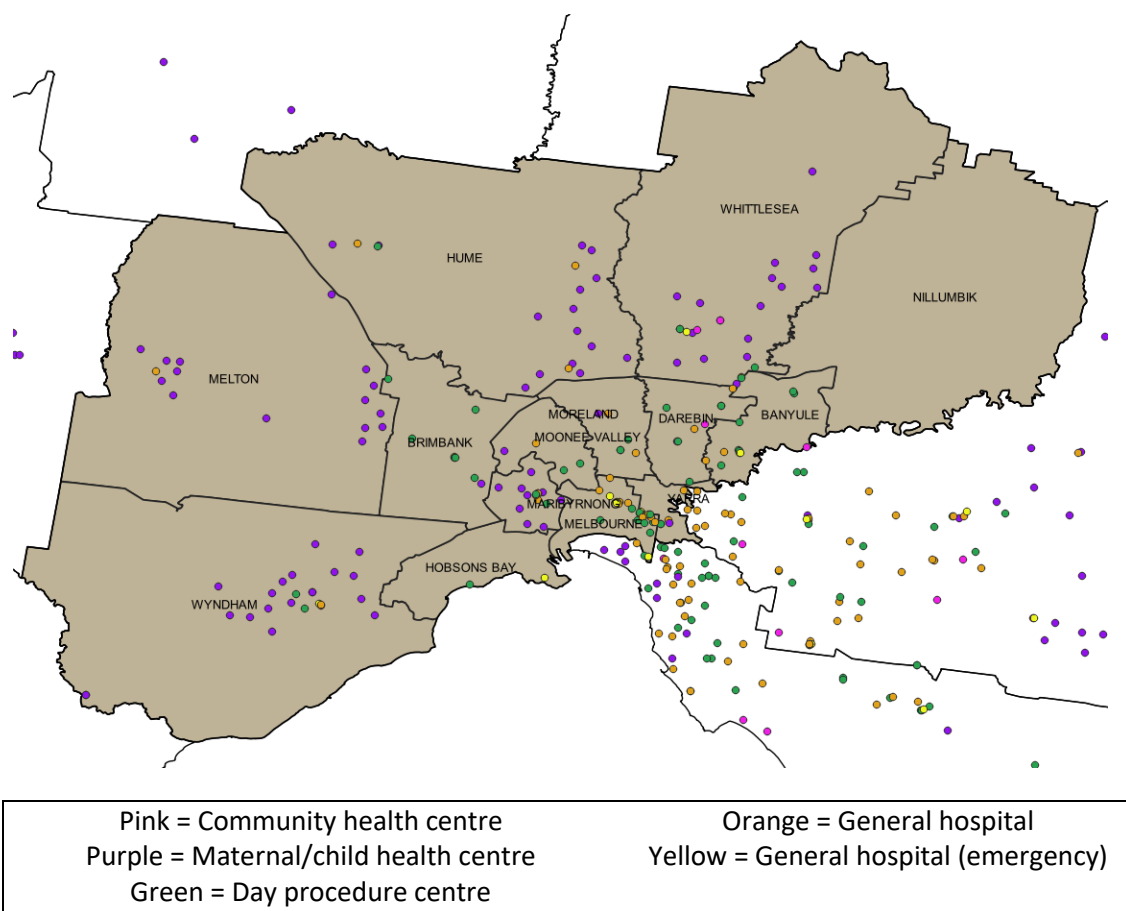 WHITTLESEA
HUME
NILLUMBIK
MELTON
MORELAND
DAREBIN
BANYULE
BRIMBANK
MOONEE VALLEY
YARRA
MARIBYRNONG
MELBOURNE
HOBSONS BAY
WYNDHAM
Pink = Community health centre
Purple = Maternal/child health centre
Green = Day procedure centre
Orange = General hospital
Yellow = General hospital (emergency)